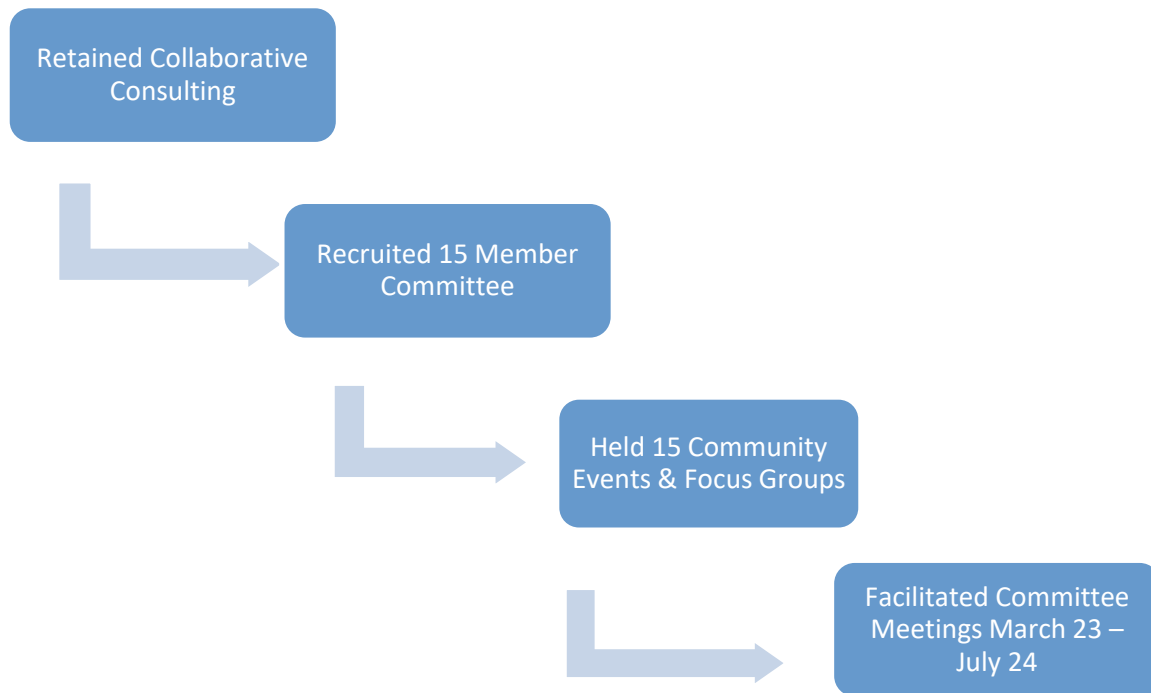 Retained Collaborative
Consulting
Recruited 15 Member
Committee
Held 15 Community
Events & Focus Groups
Facilitated Committee
Meetings March 23 –
July 24